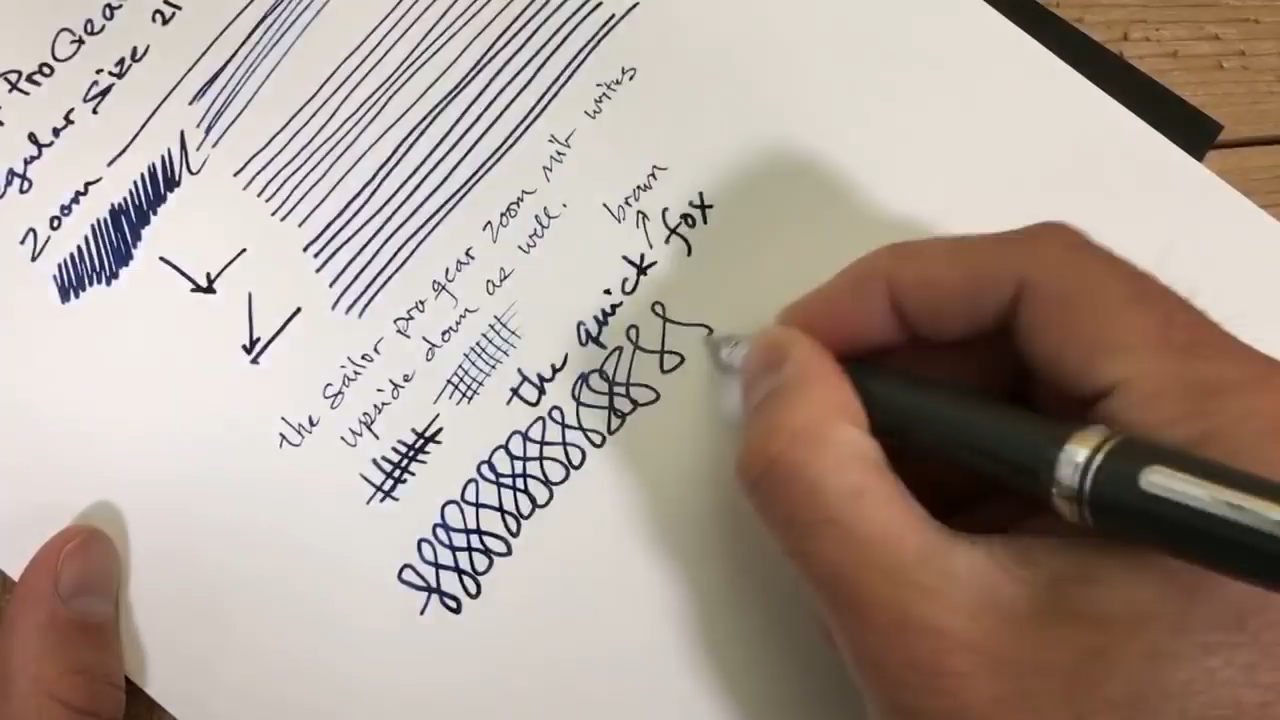 ProGear
Regular Size 21
Zoom
the Sailor pro gear zoom nib writes
upside down as well.
brown
the quick fox